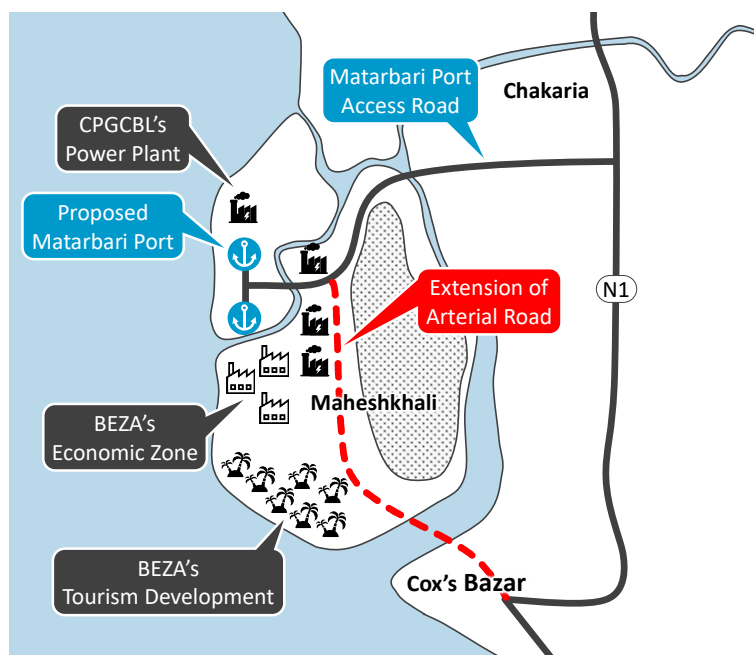 Matarbari Port
Access Road
Chakaria
CPGCBL's
Power Plant
Proposed
Matarbari Port
Extension of
Arterial Road
N1
Maheshkhali
BEZA's
Economic Zone
BEZA's
Tourism Development
Cox's Bazar